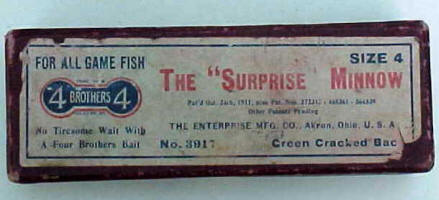 FOR ALL GAME FISH
SIZE 4
THE "SURPRISE" MINNOW
4 BROTHERS 4
Other Patents Pending
No Tiresome Wait With
A Four Brothers Bait
THE ENTERPRISE MFG. CO., Akron, Ohio, U. S. A
No. 3917
Green Cracked Bac